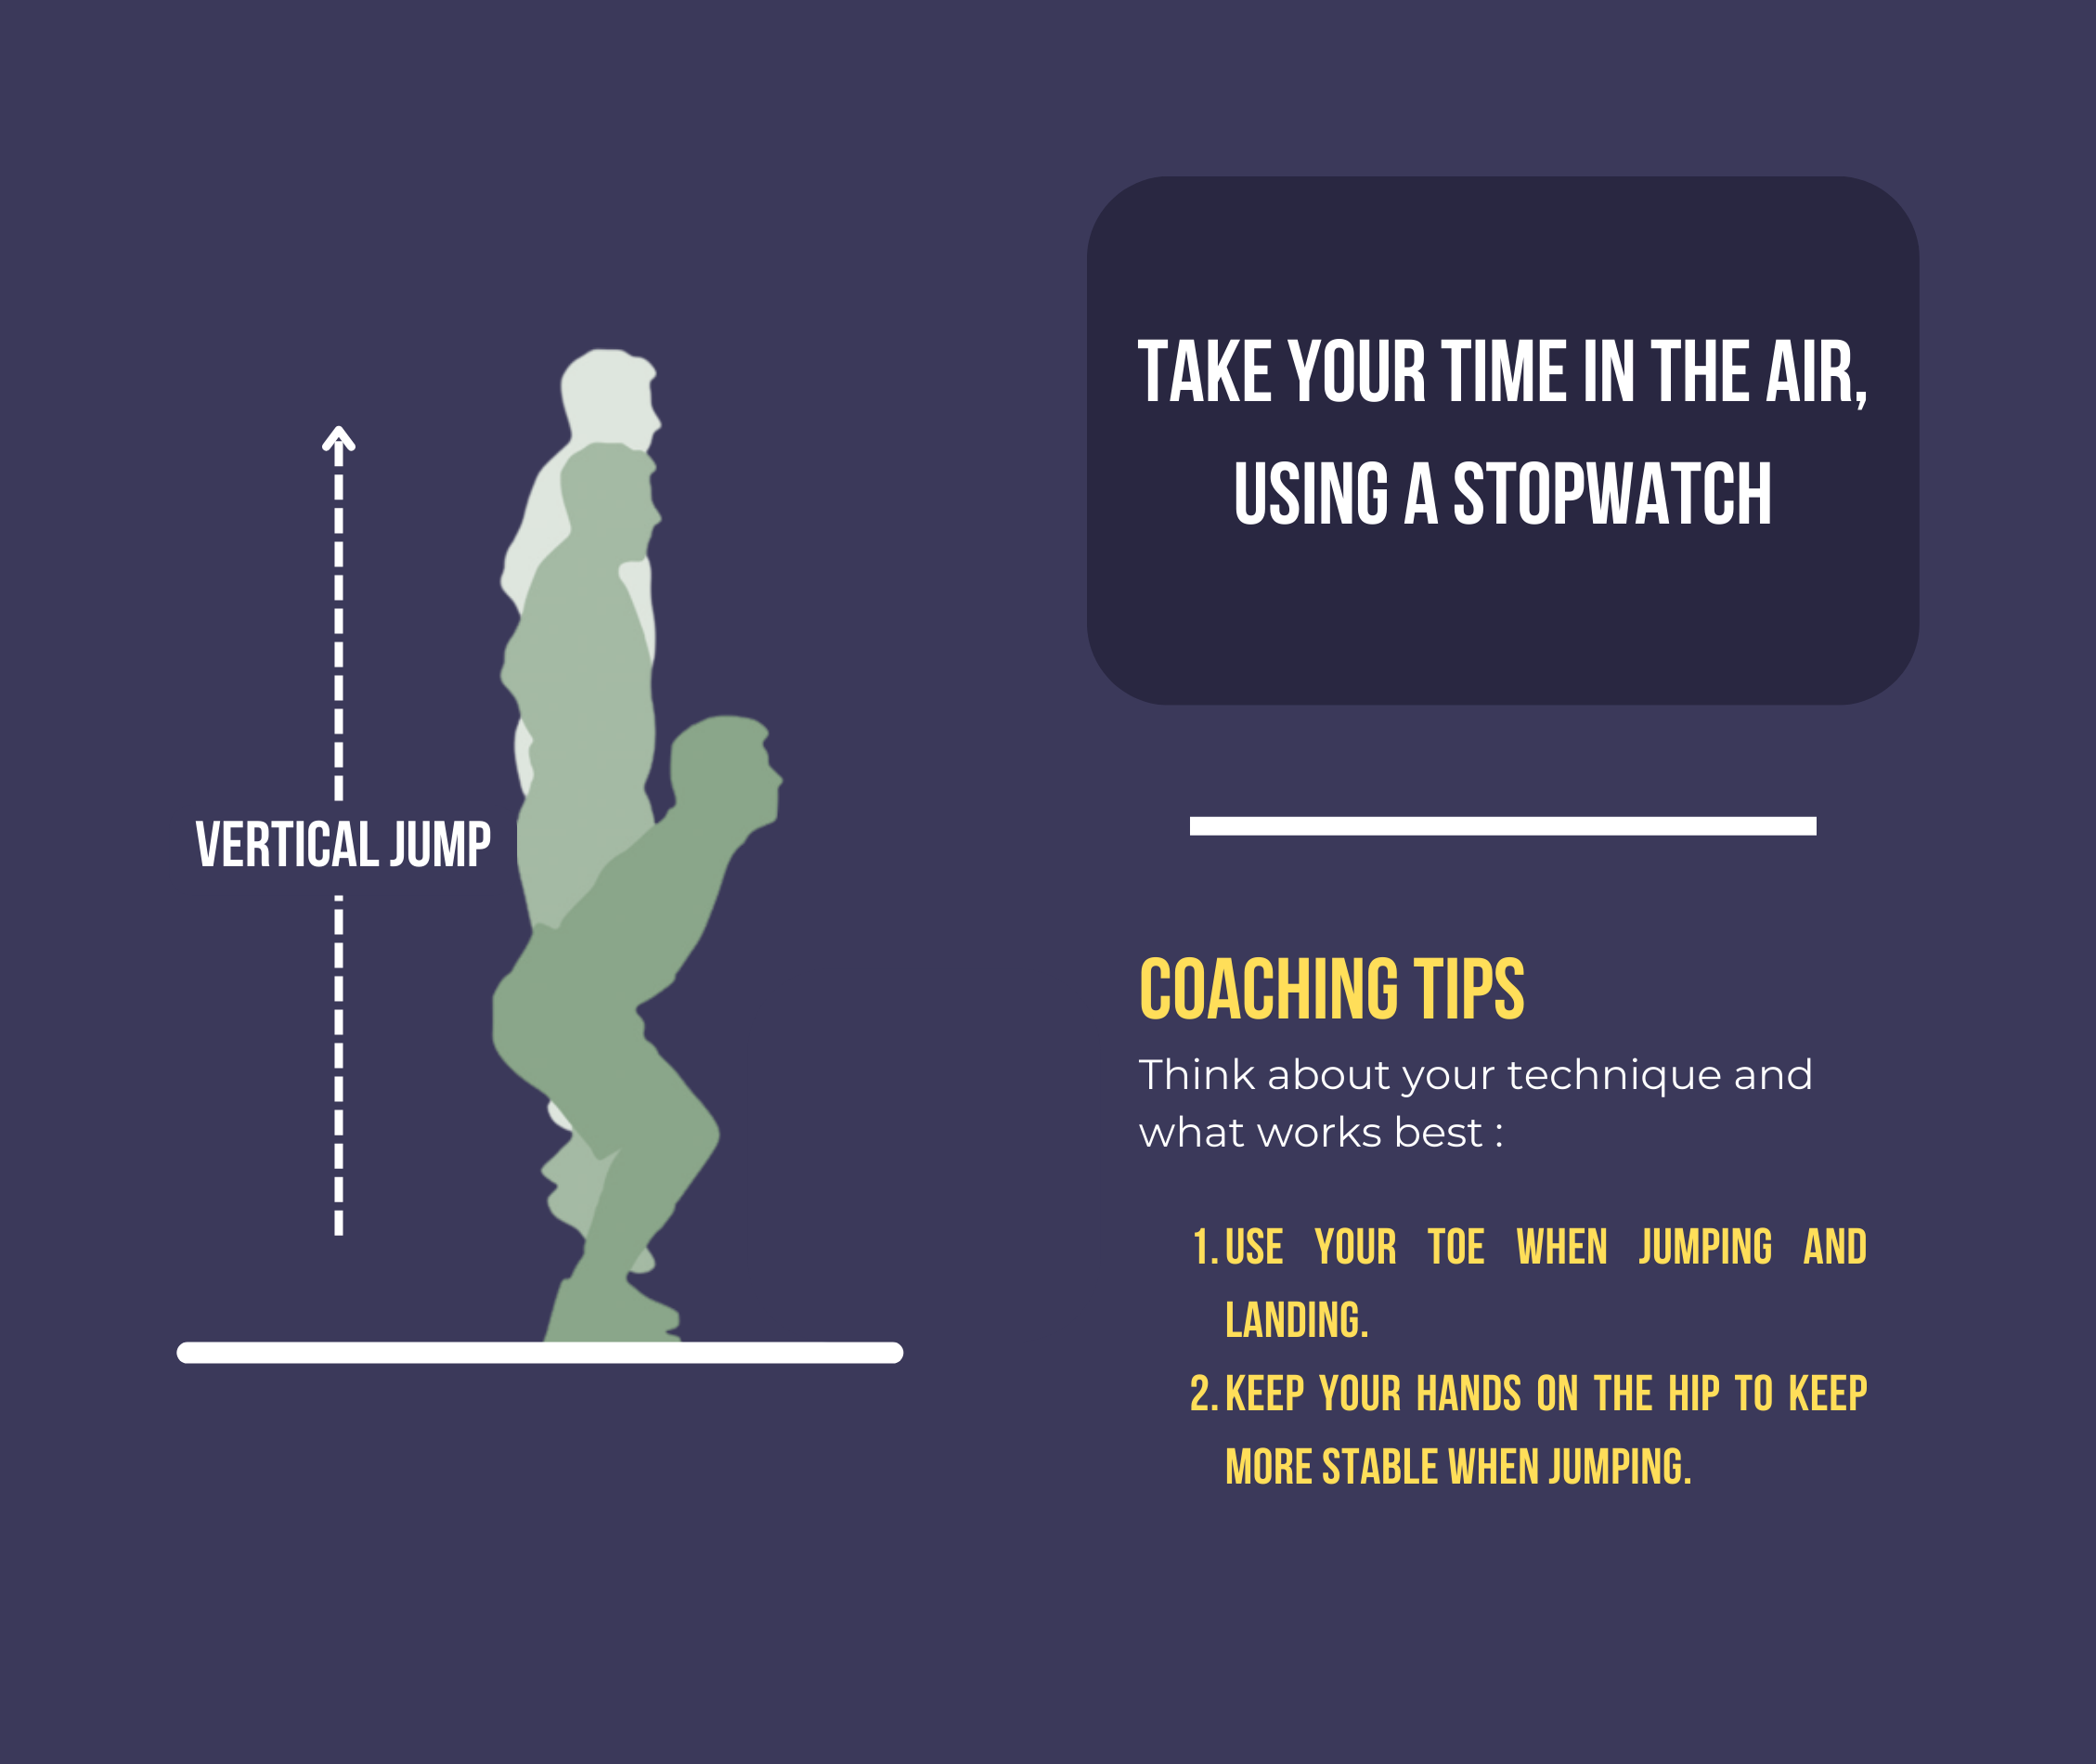 VERTICAL JUMP
TAKE YOUR TIME IN THE AIR,
USING A STOPWATCH
COACHING TIPS
Think about your technique and
what works best :
1. USE YOUR TOE WHEN JUMPING AND
LANDING.
2. KEEP YOUR HANDS ON THE HIP TO KEEP
MORE STABLE WHEN JUMPING.